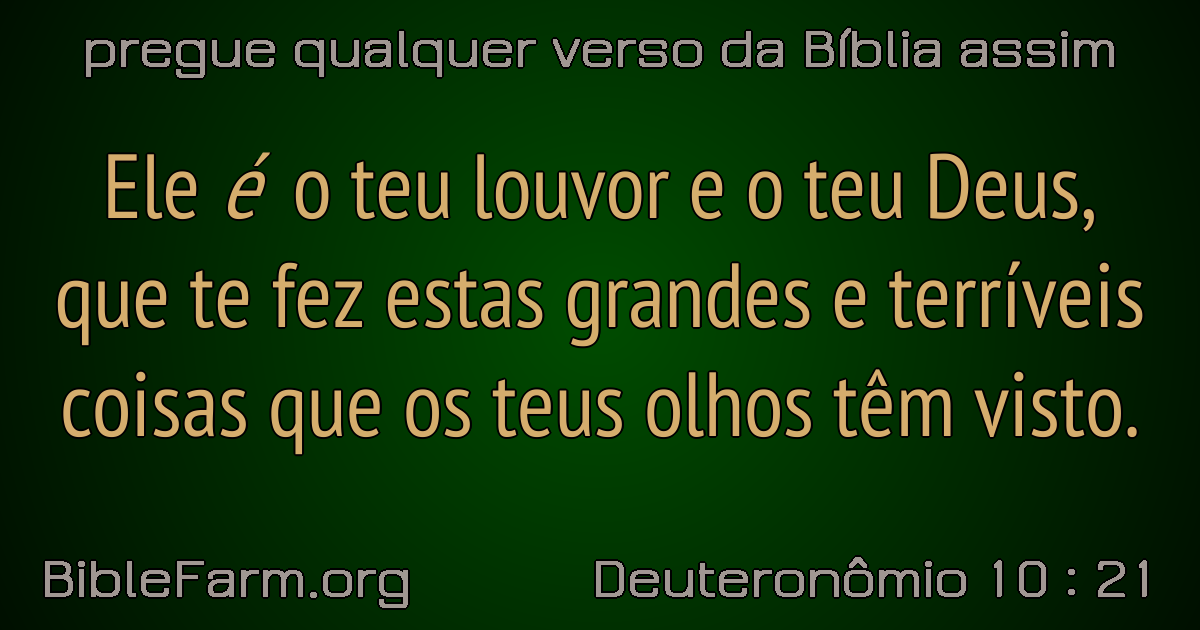 pregue qualquer verso da Bíblia assim
Ele é o teu louvor e o teu Deus,
que te fez estas grandes e terríveis
coisas que os teus olhos têm visto.
BibleFarm.org
Deuteronômio 10 : 21